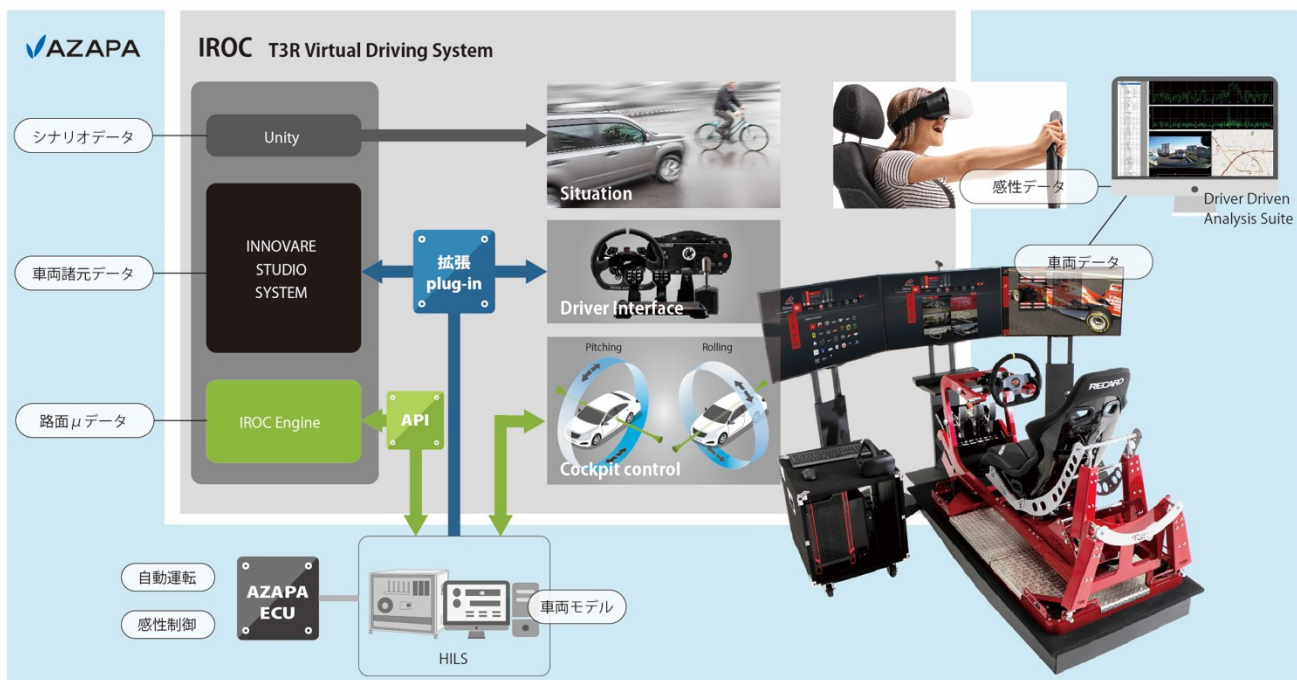 AZAPA
IROC T3R Virtual Driving System
シナリオデータ
Unity
Situation
感性データ
Driver Driven
Analysis Suite
車両データ
車両諸元データ
INNOVARE
STUDIO
SYSTEM
拡張
plug-in
Driver Interface
路面μデータ
IROC Engine
API
Pitching
Rolling
Cockpit control
RECARO
自動運転
感性制御
AZAPA
ECU
車両モデル
HILS